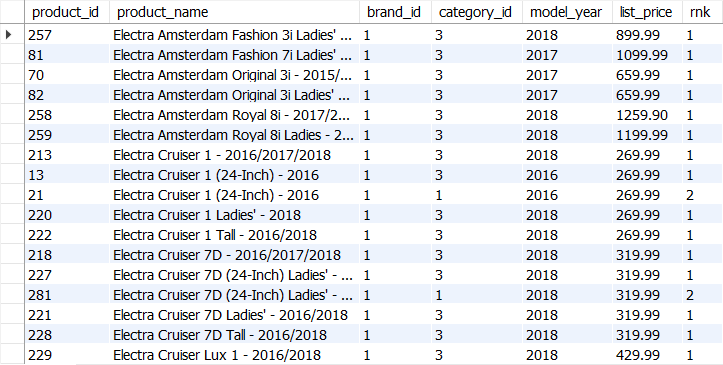 product_id product_name brand_id category_id model_year list_price rnk
257 Electra Amsterdam Fashion 3i Ladies' ... 1 3 2018 899.99 1
81 Electra Amsterdam Fashion 7i Ladies' ... 1 3 2017 1099.99 1
70 Electra Amsterdam Original 3i - 2015/... 1 3 2017 659.99 1
82 Electra Amsterdam Original 3i Ladies' ... 1 3 2017 659.99 1
258 Electra Amsterdam Royal 8i - 2017/2... 1 3 2018 1259.90 1
259 Electra Amsterdam Royal 8i Ladies - 2... 1 3 2018 1199.99 1
213 Electra Cruiser 1 - 2016/2017/2018 1 3 2018 269.99 1
13 Electra Cruiser 1 (24-Inch) - 2016 1 3 2016 269.99 1
21 Electra Cruiser 1 (24-Inch) - 2016 1 1 2016 269.99 2
220 Electra Cruiser 1 Ladies' - 2018 1 3 2018 269.99 1
222 Electra Cruiser 1 Tall - 2016/2018 1 3 2018 269.99 1
218 Electra Cruiser 7D - 2016/2017/2018 1 3 2018 319.99 1
227 Electra Cruiser 7D (24-Inch) Ladies' - ... 1 3 2018 319.99 1
281 Electra Cruiser 7D (24-Inch) Ladies' - ... 1 1 2018 319.99 2
221 Electra Cruiser 7D Ladies' - 2016/2018 1 3 2018 319.99 1
228 Electra Cruiser 7D Tall - 2016/2018 1 3 2018 319.99 1
229 Electra Cruiser Lux 1 - 2016/2018 1 3 2018 429.99 1